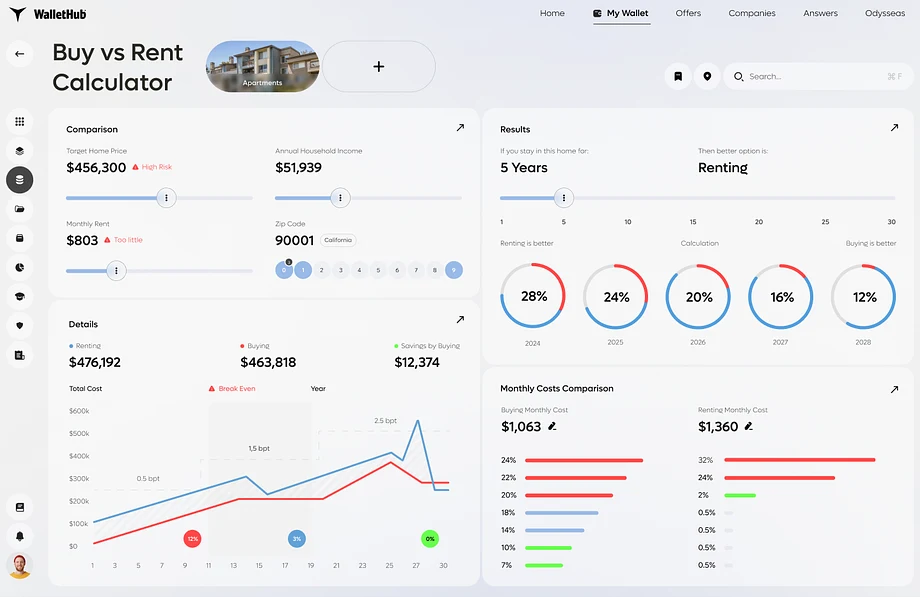 WalletHub
Home
My Wallet
Offers
Companies
Answers
Odysseas
Buy vs Rent
Calculator
Apartments
+
Search...
⌘ F
Comparison
Target Home Price
$456,300
High Risk
Annual Household Income
$51,939
Monthly Rent
$803
Too little
Zip Code
90001
California
0 1 2 3 4 5 6 7 8 9
Results
If you stay in this home for:
5 Years
Then better option is:
Renting
1 5 10 15 20 25 30
Renting is better
Calculation
Buying is better
28% 24% 20% 16% 12%
2024 2025 2026 2027 2028
Details
Renting
$476,192
Buying
$463,818
Savings by Buying
$12,374
Total Cost
Break Even
Year
$600k
$500k
$400k
$300k
$200k
$100k
$0
0.5 bpt
1,5 bpt
2.5 bpt
12% 3% 0%
1 3 5 7 9 11 13 15 17 19 21 23 25 27 30
Monthly Costs Comparison
Buying Monthly Cost
$1,063
24%
22%
20%
18%
14%
10%
7%
Renting Monthly Cost
$1,360
32%
24%
2%
0.5%
0.5%
0.5%
0.5%